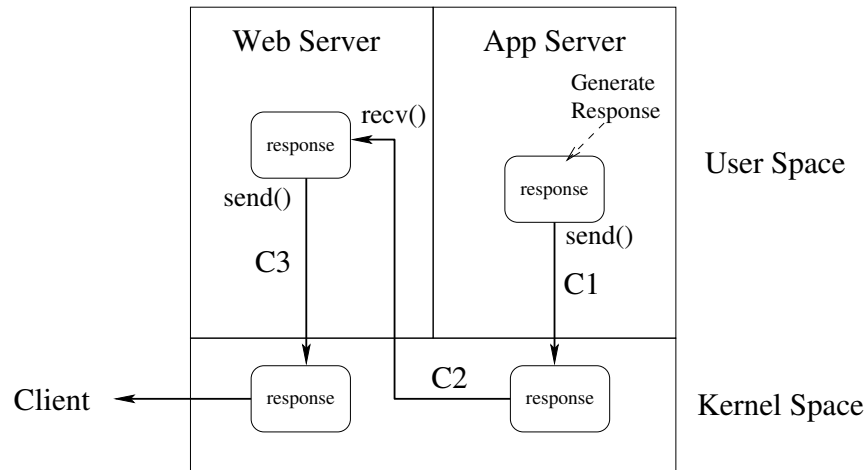 Web Server
App Server
Generate
Response
recv()
response
response
User Space
send()
send()
C3
C1
C2
response
response
Client
Kernel Space